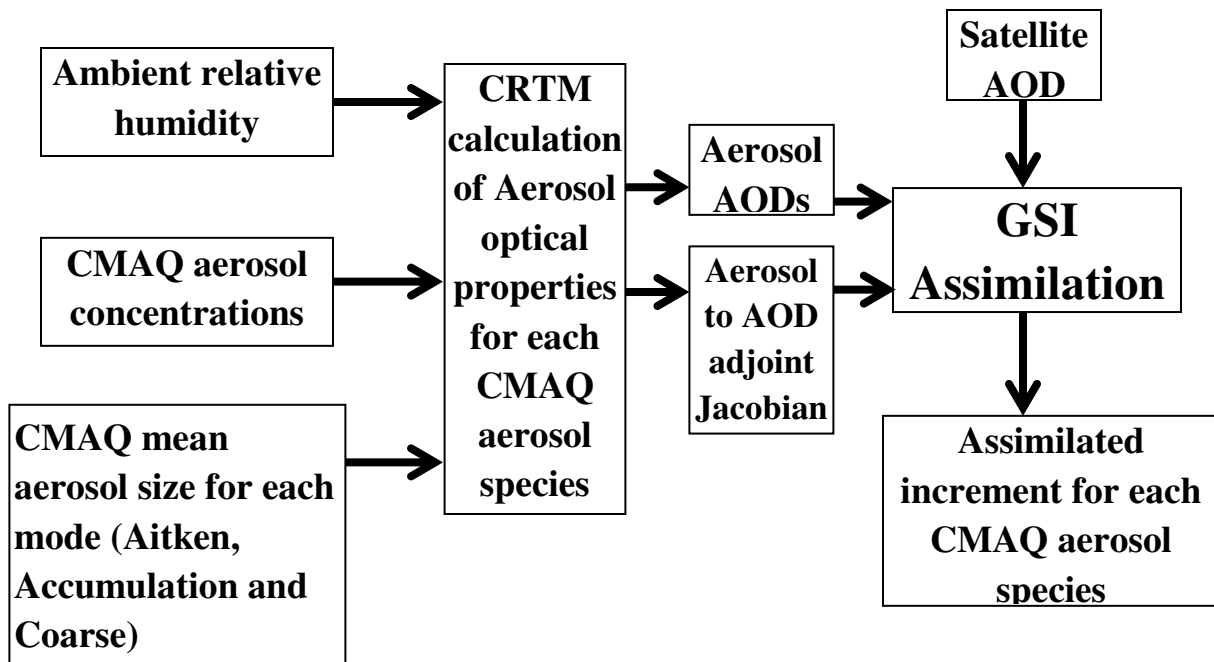 Ambient relative
humidity
CMAQ aerosol
concentrations
CMAQ mean
aerosol size for each
mode (Aitken,
Accumulation and
Coarse)
CRTM
calculation
of Aerosol
optical
properties
for each
CMAQ
aerosol
species
Aerosol
AODs
Aerosol
to AOD
adjoint
Jacobian
Satellite
AOD
GSI
Assimilation
Assimilated
increment for each
CMAQ aerosol
species